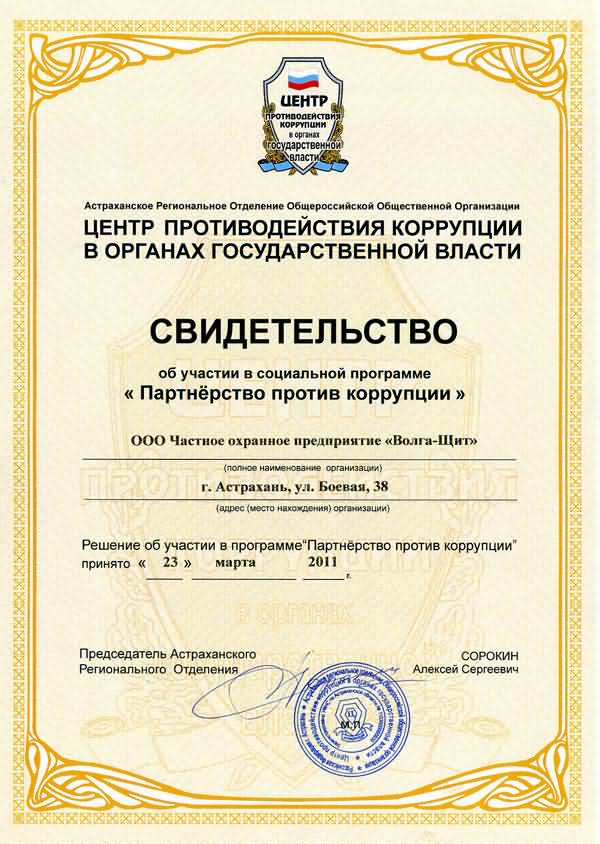 ЦЕНТР
ПРОТИВОДЕЙСТВИЯ
КОРРУПЦИИ
в органах
государственной
власти
Астраханское Региональное Отделение Общероссийской Общественной Организации
ЦЕНТР ПРОТИВОДЕЙСТВИЯ КОРРУПЦИИ
В ОРГАНАХ ГОСУДАРСТВЕННОЙ ВЛАСТИ
СВИДЕТЕЛЬСТВО
об участии в социальной программе
« Партнёрство против коррупции »
ООО Частное охранное предприятие «Волга-Щит»
(полное наименование организации)
г. Астрахань, ул. Боевая, 38
(адрес (место нахождения) организации)
Решение об участии в программе“Партнёрство против коррупции”
принято « 23 » марта 2011 г.
Председатель Астраханского
Регионального Отделения
СОРОКИН
Алексей Сергеевич
М.П.